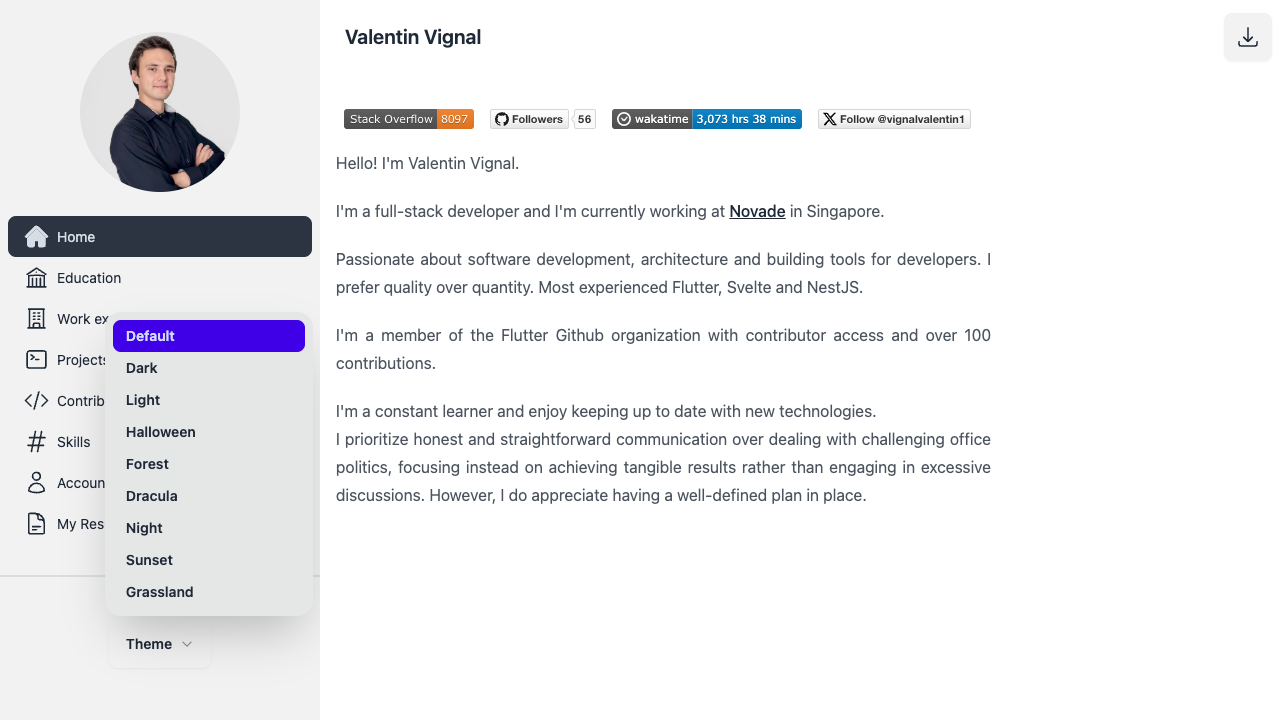 Valentin Vignal
Stack Overflow 8097
Followers 56
wakatime 3,073 hrs 38 mins
Follow @vignalvalentin1
Hello! I'm Valentin Vignal.
I'm a full-stack developer and I'm currently working at Novade in Singapore.
Passionate about software development, architecture and building tools for developers. I
prefer quality over quantity. Most experienced Flutter, Svelte and NestJS.
I'm a member of the Flutter Github organization with contributor access and over 100
contributions.
I'm a constant learner and enjoy keeping up to date with new technologies.
I prioritize honest and straightforward communication over dealing with challenging office
politics, focusing instead on achieving tangible results rather than engaging in excessive
discussions. However, I do appreciate having a well-defined plan in place.
Home
Education
Work ex
Projects
Contrib
Skills
Accoun
My Res
Default
Dark
Light
Halloween
Forest
Dracula
Night
Sunset
Grassland
Theme